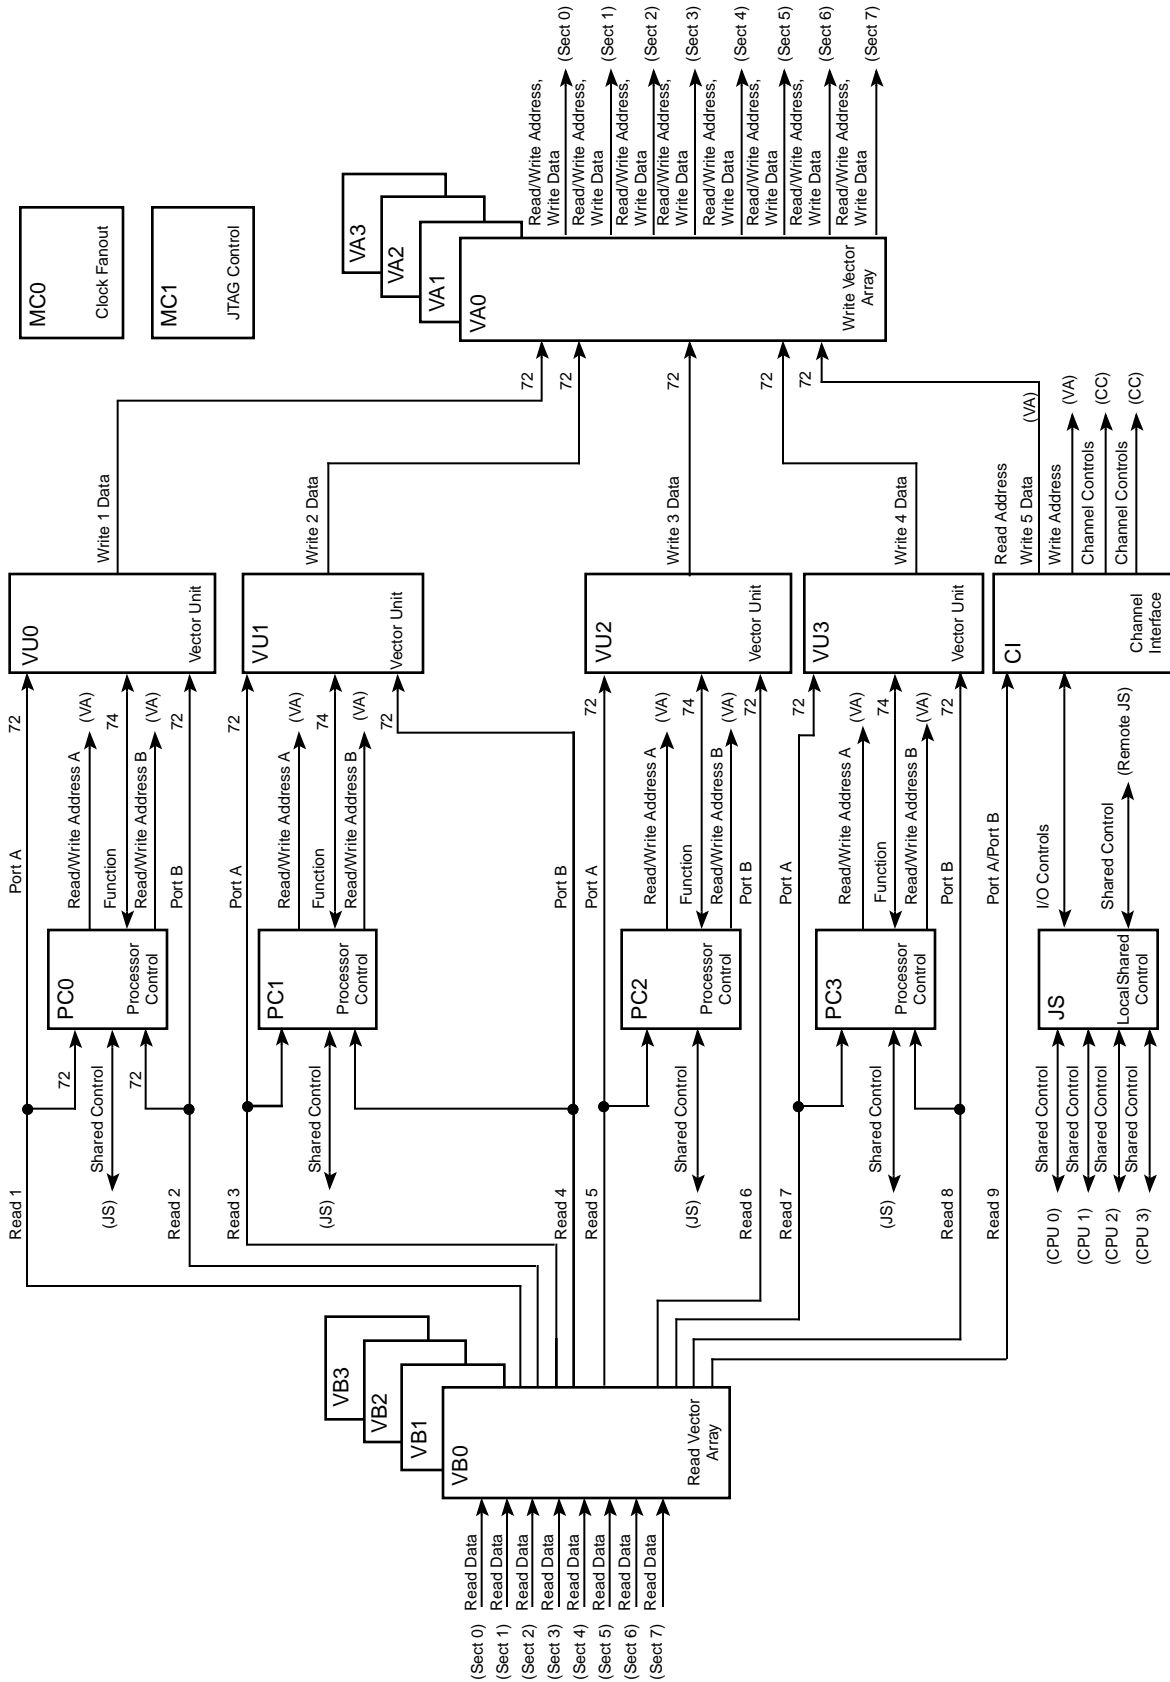 MC0
Clock Fanout
MC1
JTAG Control
VA3
VA2
VA1
VA0
Write Vector
Array
Read/Write Address,
Write Data
(Sect 0)
Read/Write Address,
Write Data
(Sect 1)
Read/Write Address,
Write Data
(Sect 2)
Read/Write Address,
Write Data
(Sect 3)
Read/Write Address,
Write Data
(Sect 4)
Read/Write Address,
Write Data
(Sect 5)
Read/Write Address,
Write Data
(Sect 6)
Read/Write Address,
Write Data
(Sect 7)
72
72
72
72
72
Write 1 Data
Write 2 Data
Write 3 Data
Write 4 Data
Read Address
Write 5 Data
(VA)
Write Address
(VA)
Channel Controls
(CC)
Channel Controls
(CC)
VU0
Vector Unit
VU1
Vector Unit
VU2
Vector Unit
VU3
Vector Unit
CI
Channel
Interface
Port A
72
Read/Write Address A
(VA)
Function
74
Read/Write Address B
(VA)
Port B
72
Port A
72
Read/Write Address A
(VA)
Function
74
Read/Write Address B
(VA)
Port B
72
Port A
72
Read/Write Address A
(VA)
Function
74
Read/Write Address B
(VA)
Port B
72
Port A
72
Read/Write Address A
(VA)
Function
74
Read/Write Address B
(VA)
Port B
72
Port A/Port B
I/O Controls
Shared Control
(Remote JS)
PC0
Processor
Control
PC1
Processor
Control
PC2
Processor
Control
PC3
Processor
Control
JS
Local Shared
Control
72
Shared Control
72
(JS)
Shared Control
(JS)
Shared Control
(JS)
Shared Control
(JS)
Shared Control
(CPU 0)
Shared Control
(CPU 1)
Shared Control
(CPU 2)
Shared Control
(CPU 3)
Read 1
Read 2
Read 3
Read 4
Read 5
Read 6
Read 7
Read 8
Read 9
VB3
VB2
VB1
VB0
Read Vector
Array
(Sect 0) Read Data
(Sect 1) Read Data
(Sect 2) Read Data
(Sect 3) Read Data
(Sect 4) Read Data
(Sect 5) Read Data
(Sect 6) Read Data
(Sect 7) Read Data